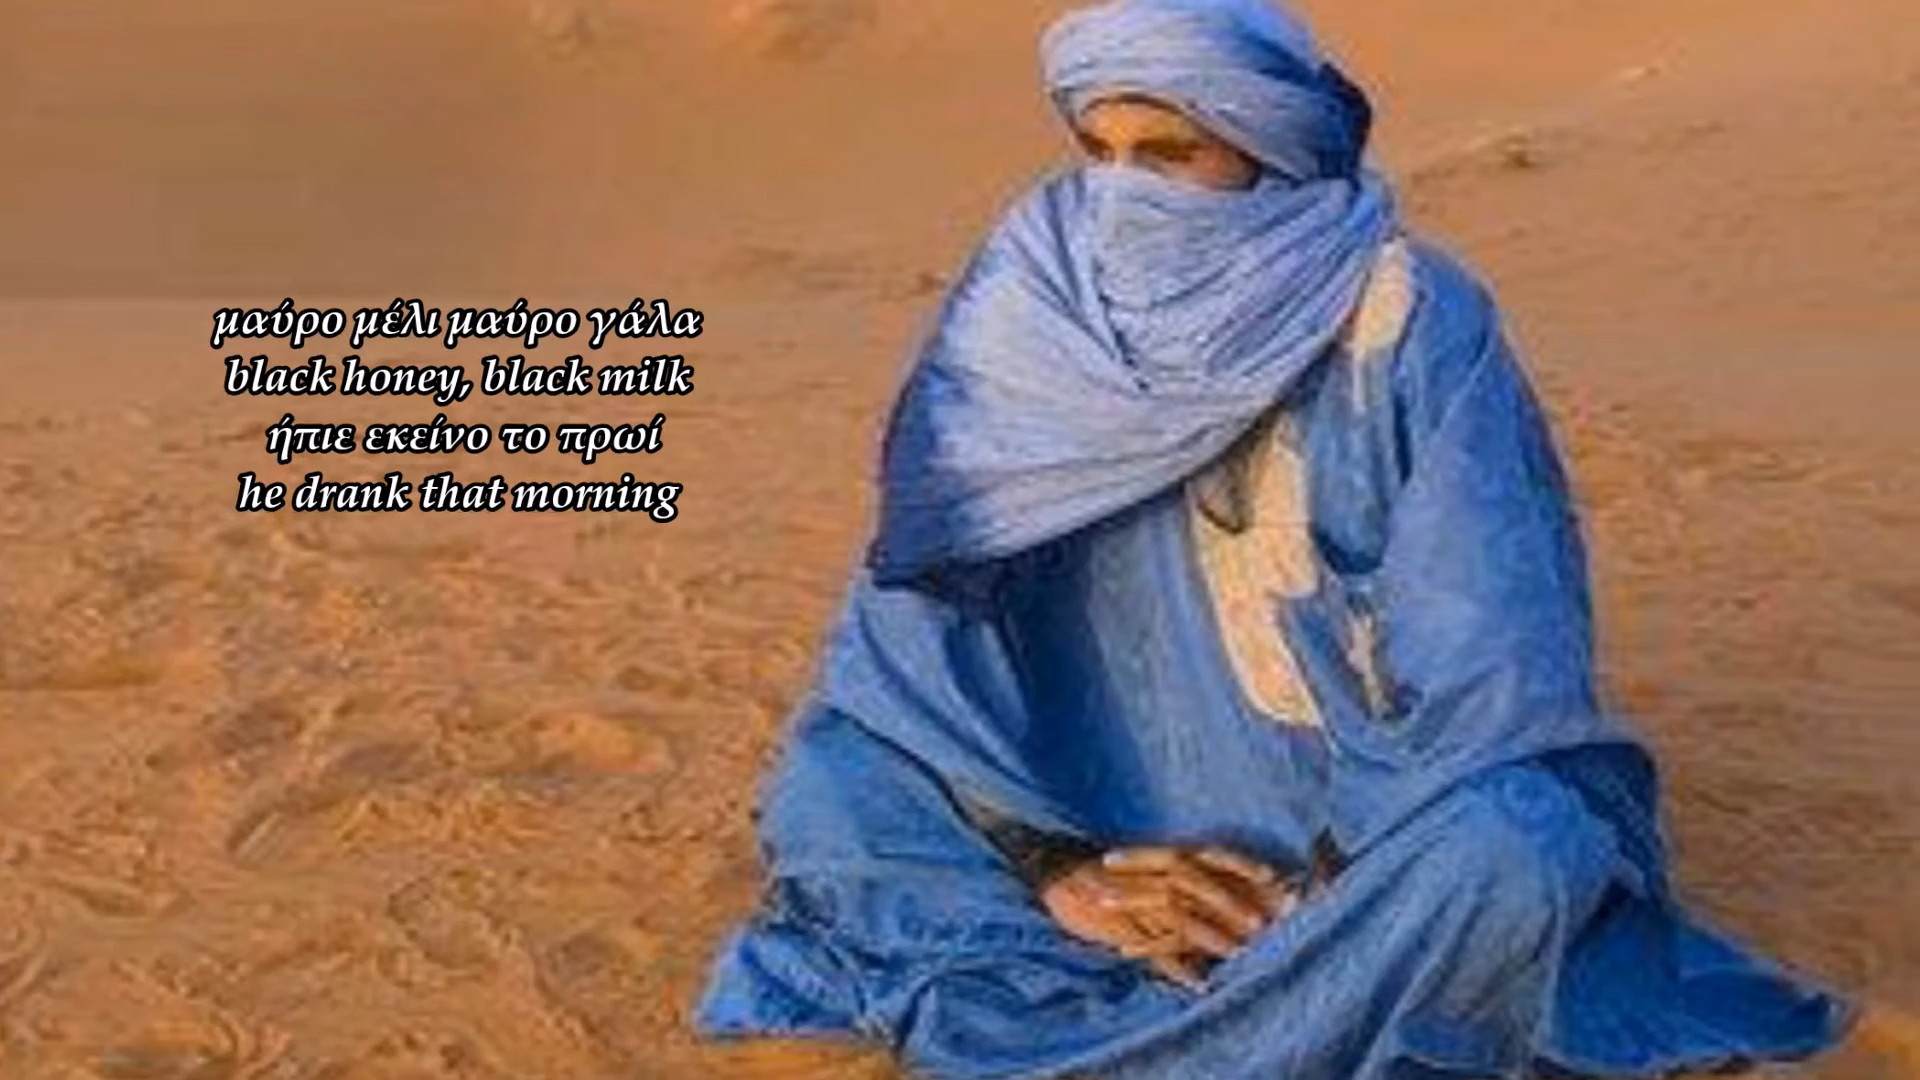 μαύρο μέλι μαύρο γάλα
black honey, black milk
ήπιε εκείνο το πρωί
he drank that morning